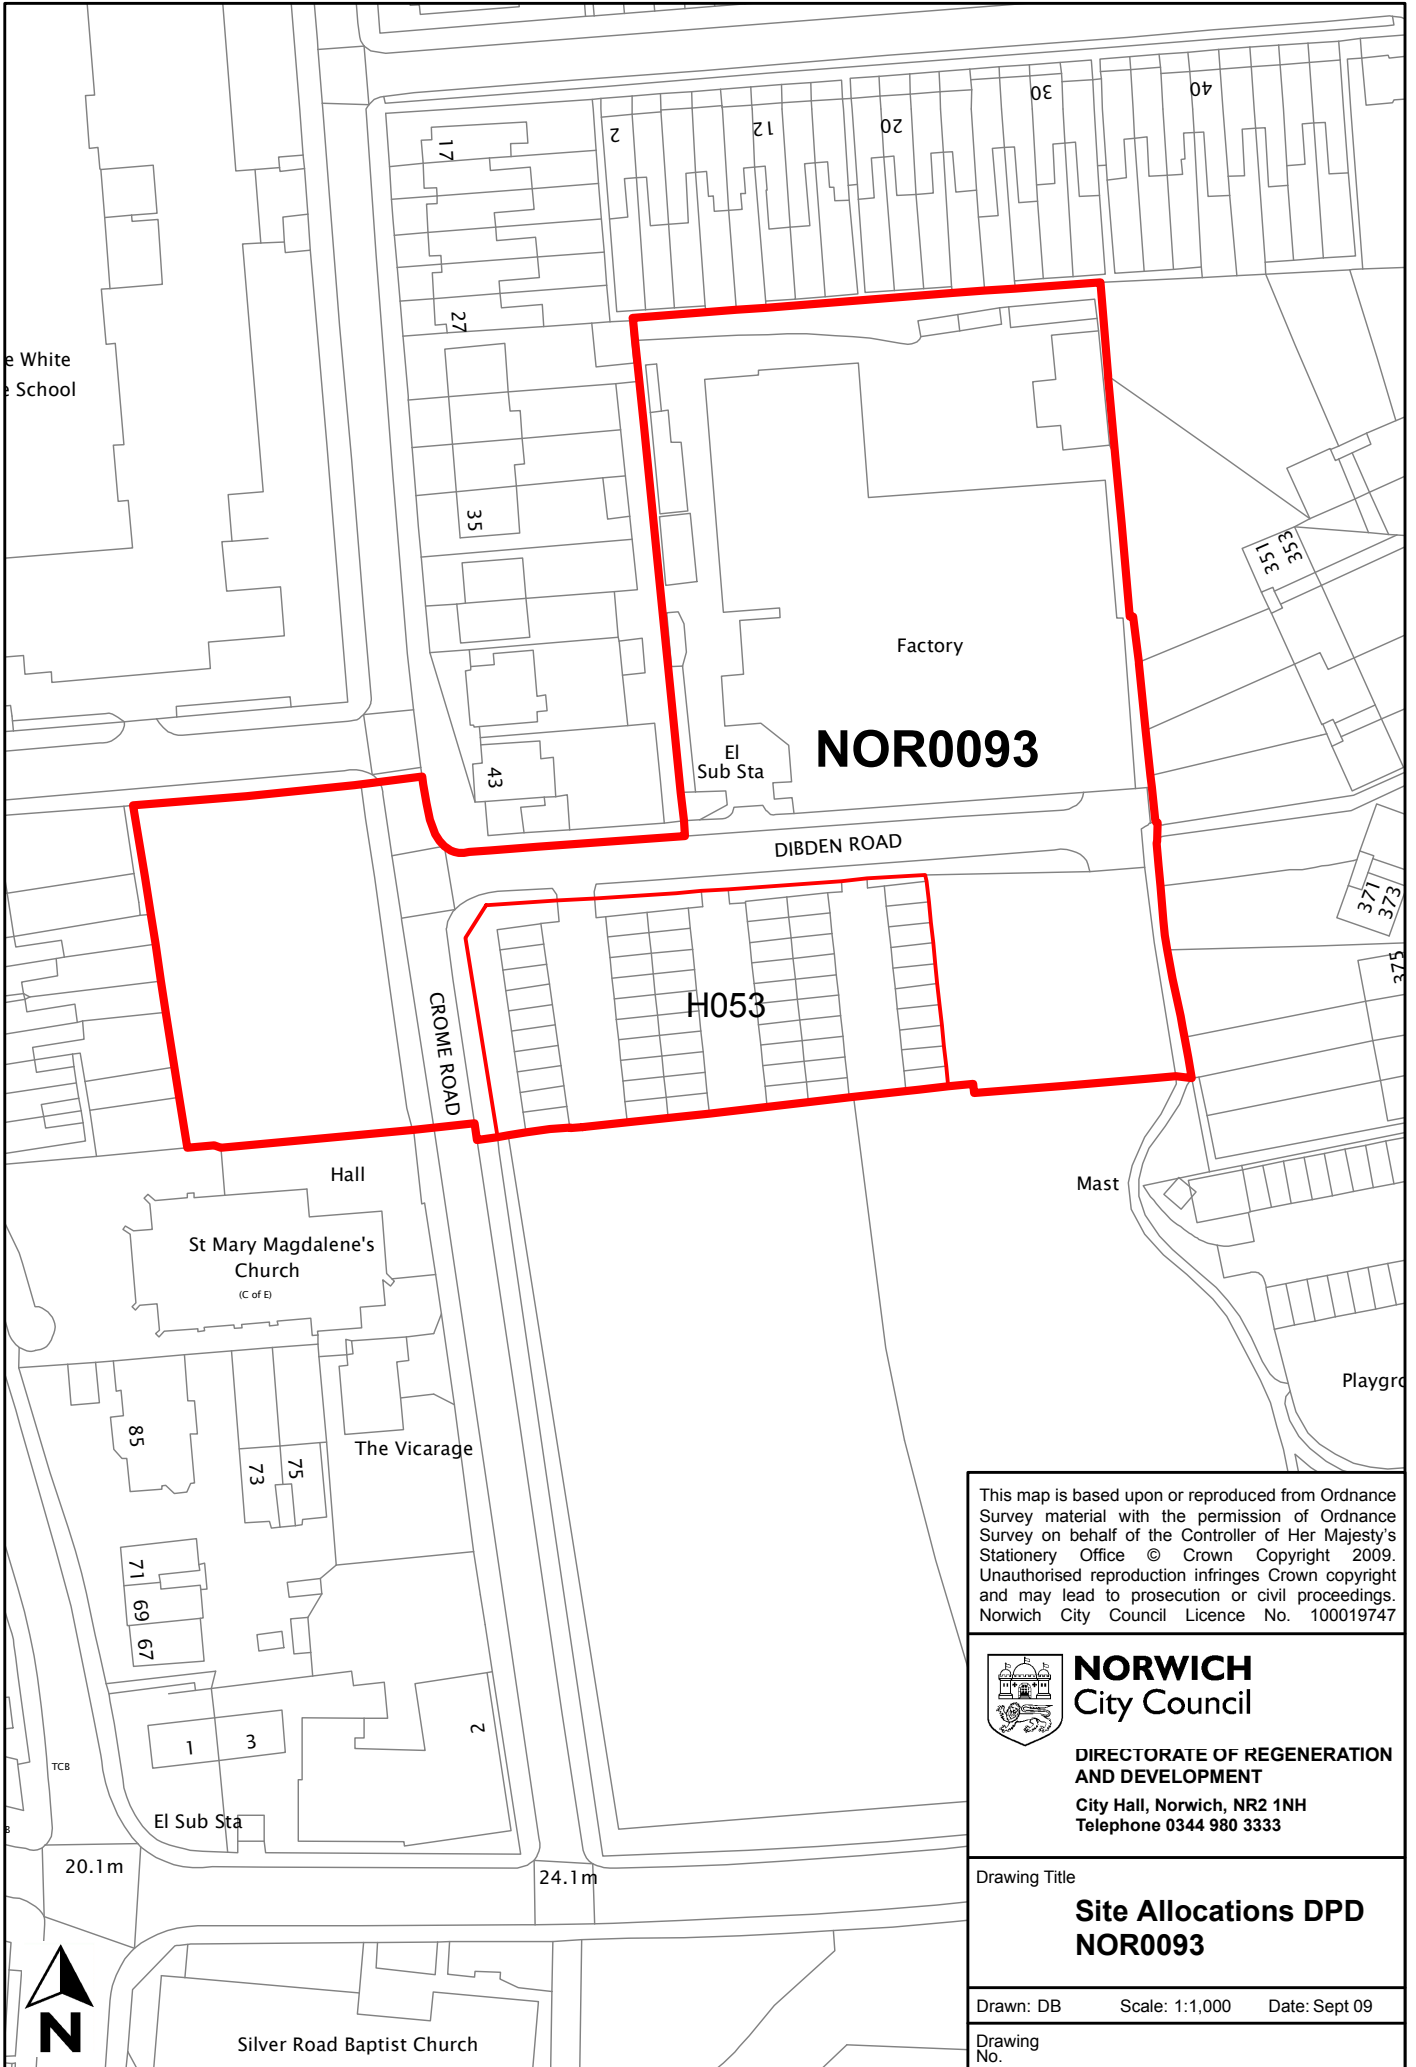 17
2
12
20
30
40
27
e White
e School
35
351
353
Factory
NOR0093
El
Sub Sta
43
DIBDEN ROAD
371
373
375
H053
CROME ROAD
Hall
Mast
St Mary Magdalene's
Church
(C of E)
Playgro
85
The Vicarage
73
75
71
69
67
1
3
2
TCB
El Sub Sta
20.1m
24.1m
N
Silver Road Baptist Church
This map is based upon or reproduced from Ordnance
Survey material with the permission of Ordnance
Survey on behalf of the Controller of Her Majesty's
Stationery Office © Crown Copyright 2009.
Unauthorised reproduction infringes Crown copyright
and may lead to prosecution or civil proceedings.
Norwich City Council Licence No. 100019747
NORWICH
City Council
DIRECTORATE OF REGENERATION
AND DEVELOPMENT
City Hall, Norwich, NR2 1NH
Telephone 0344 980 3333
Drawing Title
Site Allocations DPD
NOR0093
Drawn: DB Scale: 1:1,000 Date: Sept 09
Drawing
No.